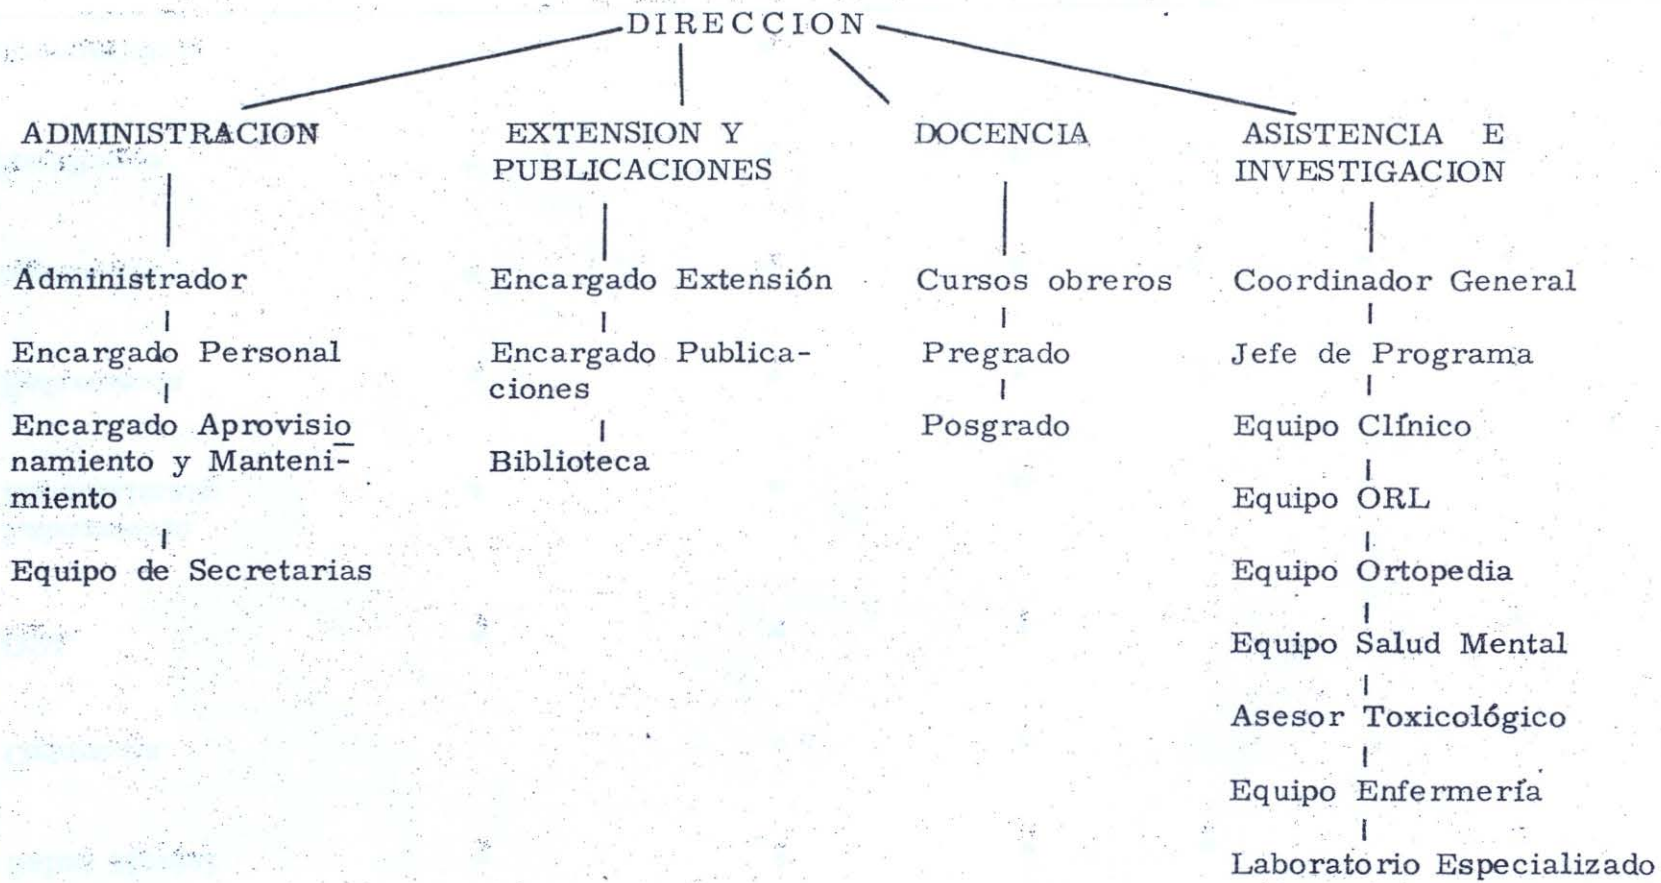 DIRECCION
ADMINISTRACION
Administrador
Encargado Personal
Encargado Aprovisio
namiento y Manteni-
miento
Equipo de Secretarias
EXTENSION Y
PUBLICACIONES
Encargado Extensión
Encargado Publica-
ciones
Biblioteca
DOCENCIA
Cursos obreros
Pregrado
Posgrado
ASISTENCIA E
INVESTIGACION
Coordinador General
Jefe de Programa
Equipo Clínico
Equipo ORL
Equipo Ortopedia
Equipo Salud Mental
Asesor Toxicológico
Equipo Enfermería
Laboratorio Especializado